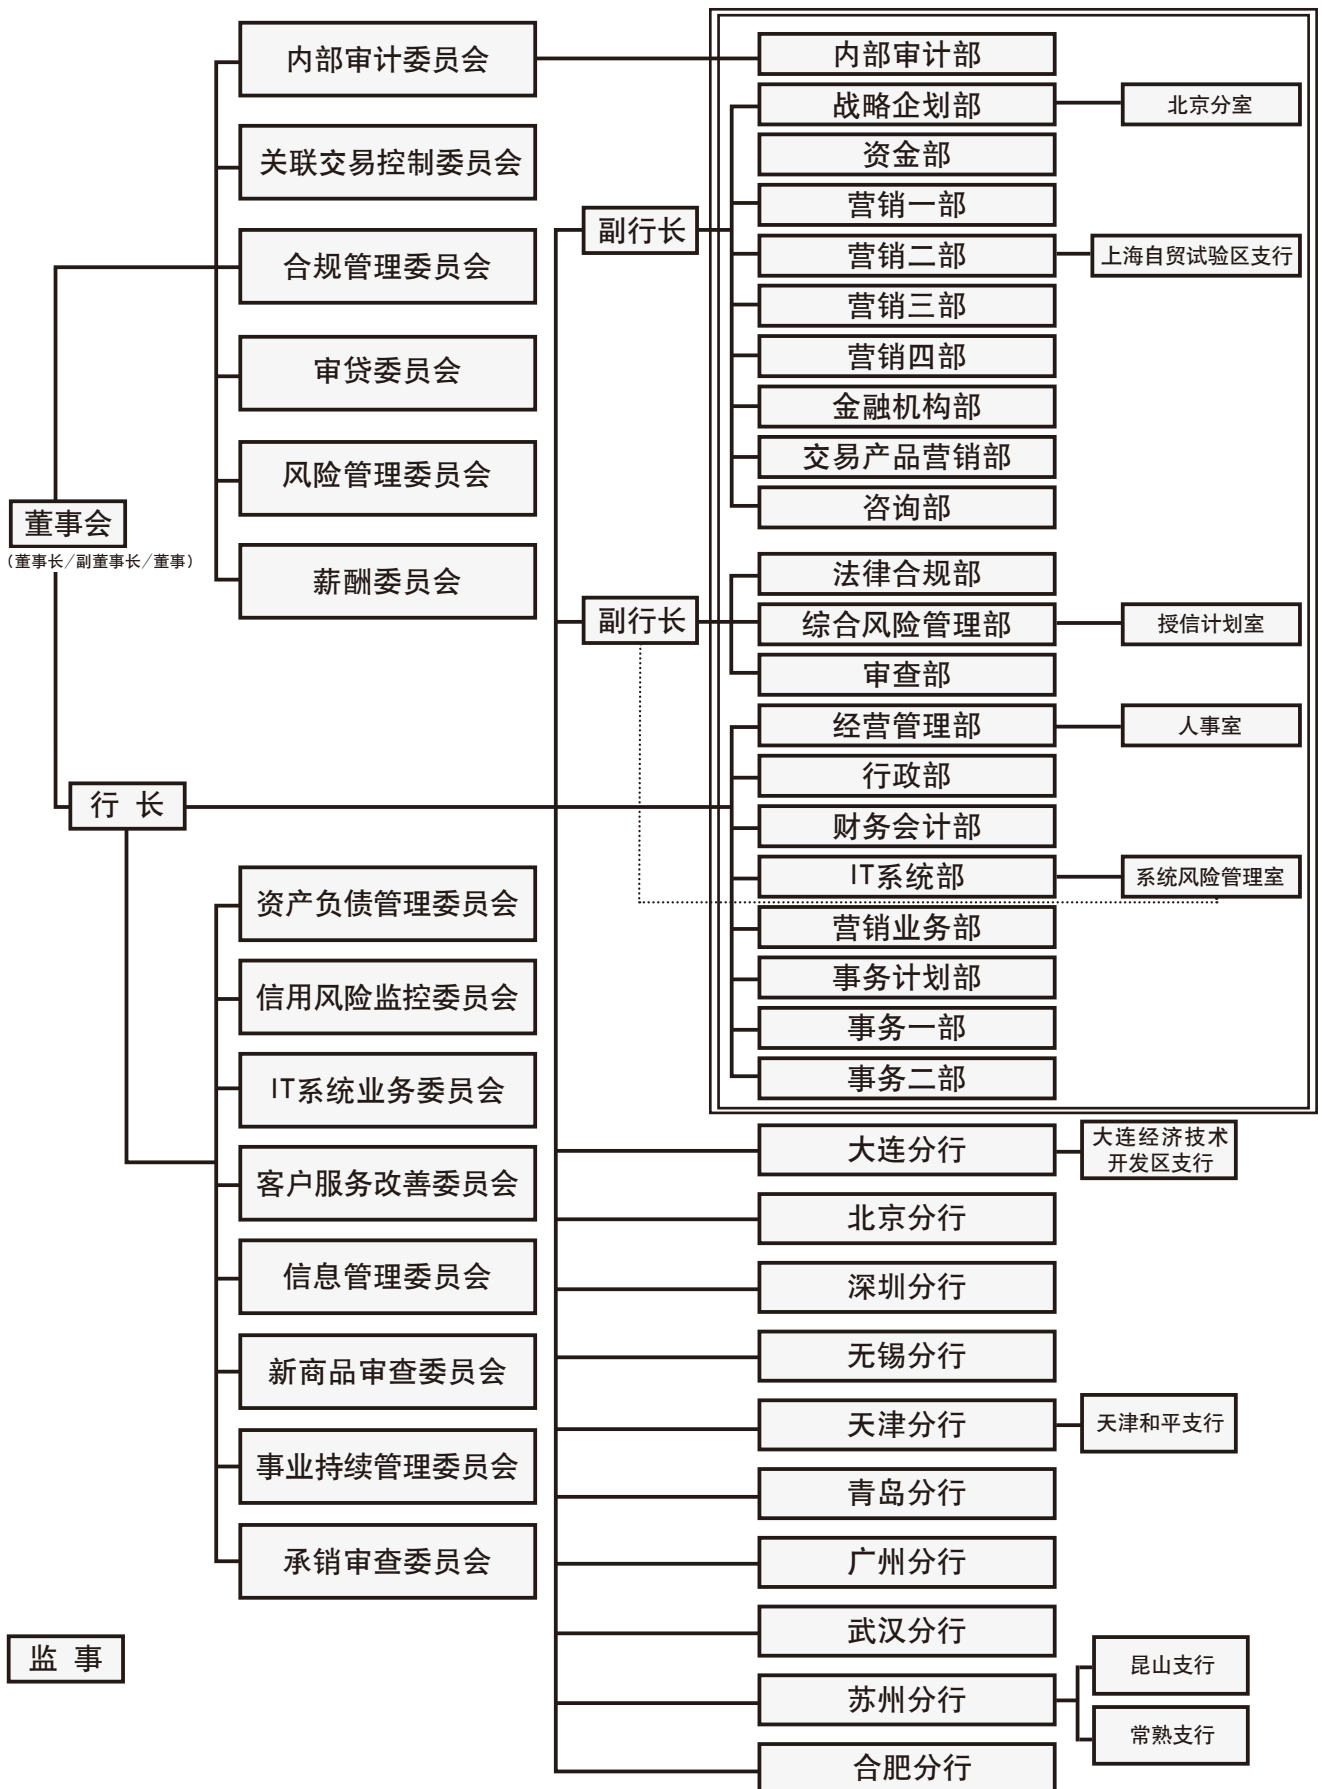 董事会
（董事长/副董事长/董事）
内部审计委员会
关联交易控制委员会
合规管理委员会
审贷委员会
风险管理委员会
薪酬委员会
行 长
资产负债管理委员会
信用风险监控委员会
IT系统业务委员会
客户服务改善委员会
信息管理委员会
新商品审查委员会
事业持续管理委员会
承销审查委员会
监 事
副行长
副行长
内部审计部
战略企划部
北京分室
资金部
营销一部
营销二部
上海自贸试验区支行
营销三部
营销四部
金融机构部
交易产品营销部
咨询部
法律合规部
综合风险管理部
授信计划室
审查部
经营管理部
人事室
行政部
财务会计部
IT系统部
系统风险管理室
营销业务部
事务计划部
事务一部
事务二部
大连分行
大连经济技术
开发区支行
北京分行
深圳分行
无锡分行
天津分行
天津和平支行
青岛分行
广州分行
武汉分行
苏州分行
昆山支行
常熟支行
合肥分行